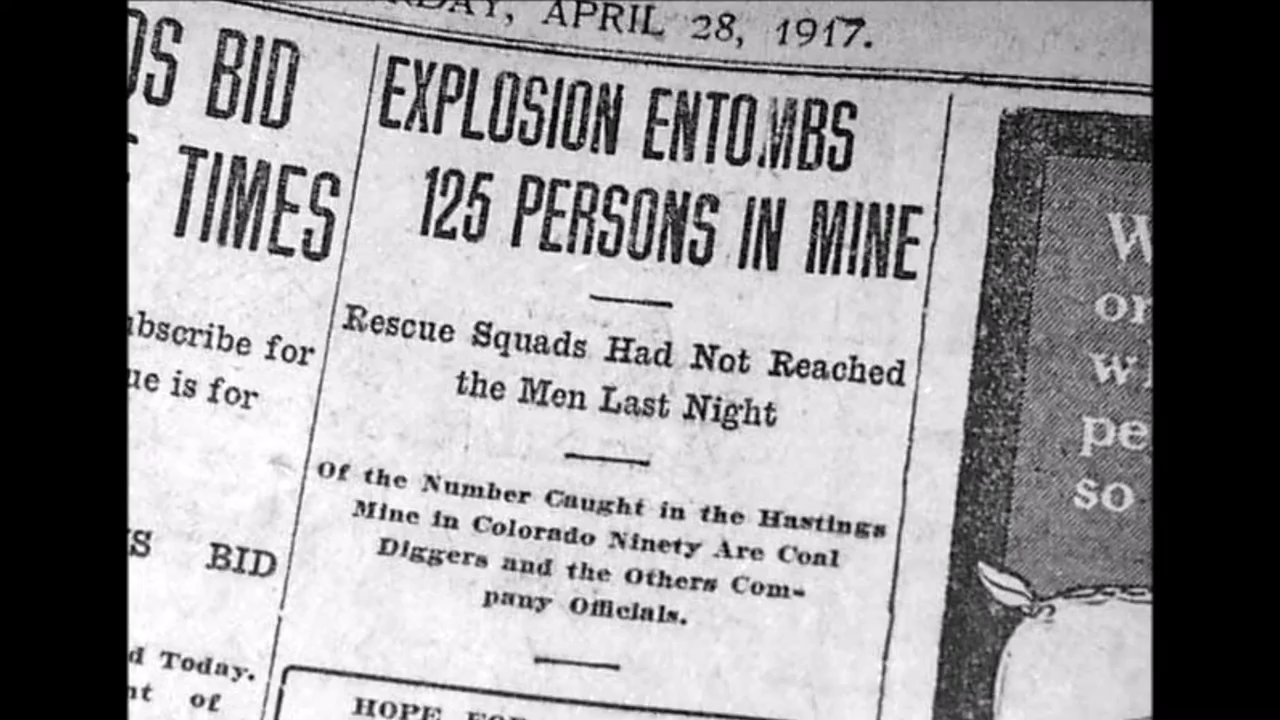 APRIL 28, 1917.
BID
TIMES
for
is for
BID
Today.
of
EXPLOSION ENTOMBS
125 PERSONS IN MINE
Rescue Squads Had Not Reached
the Men Last Night
Of the Number Caught in the Hastings
Mine in Colorado Ninety Are Coal
Diggers and the Others Com-
pany Officials.
HOPE
so